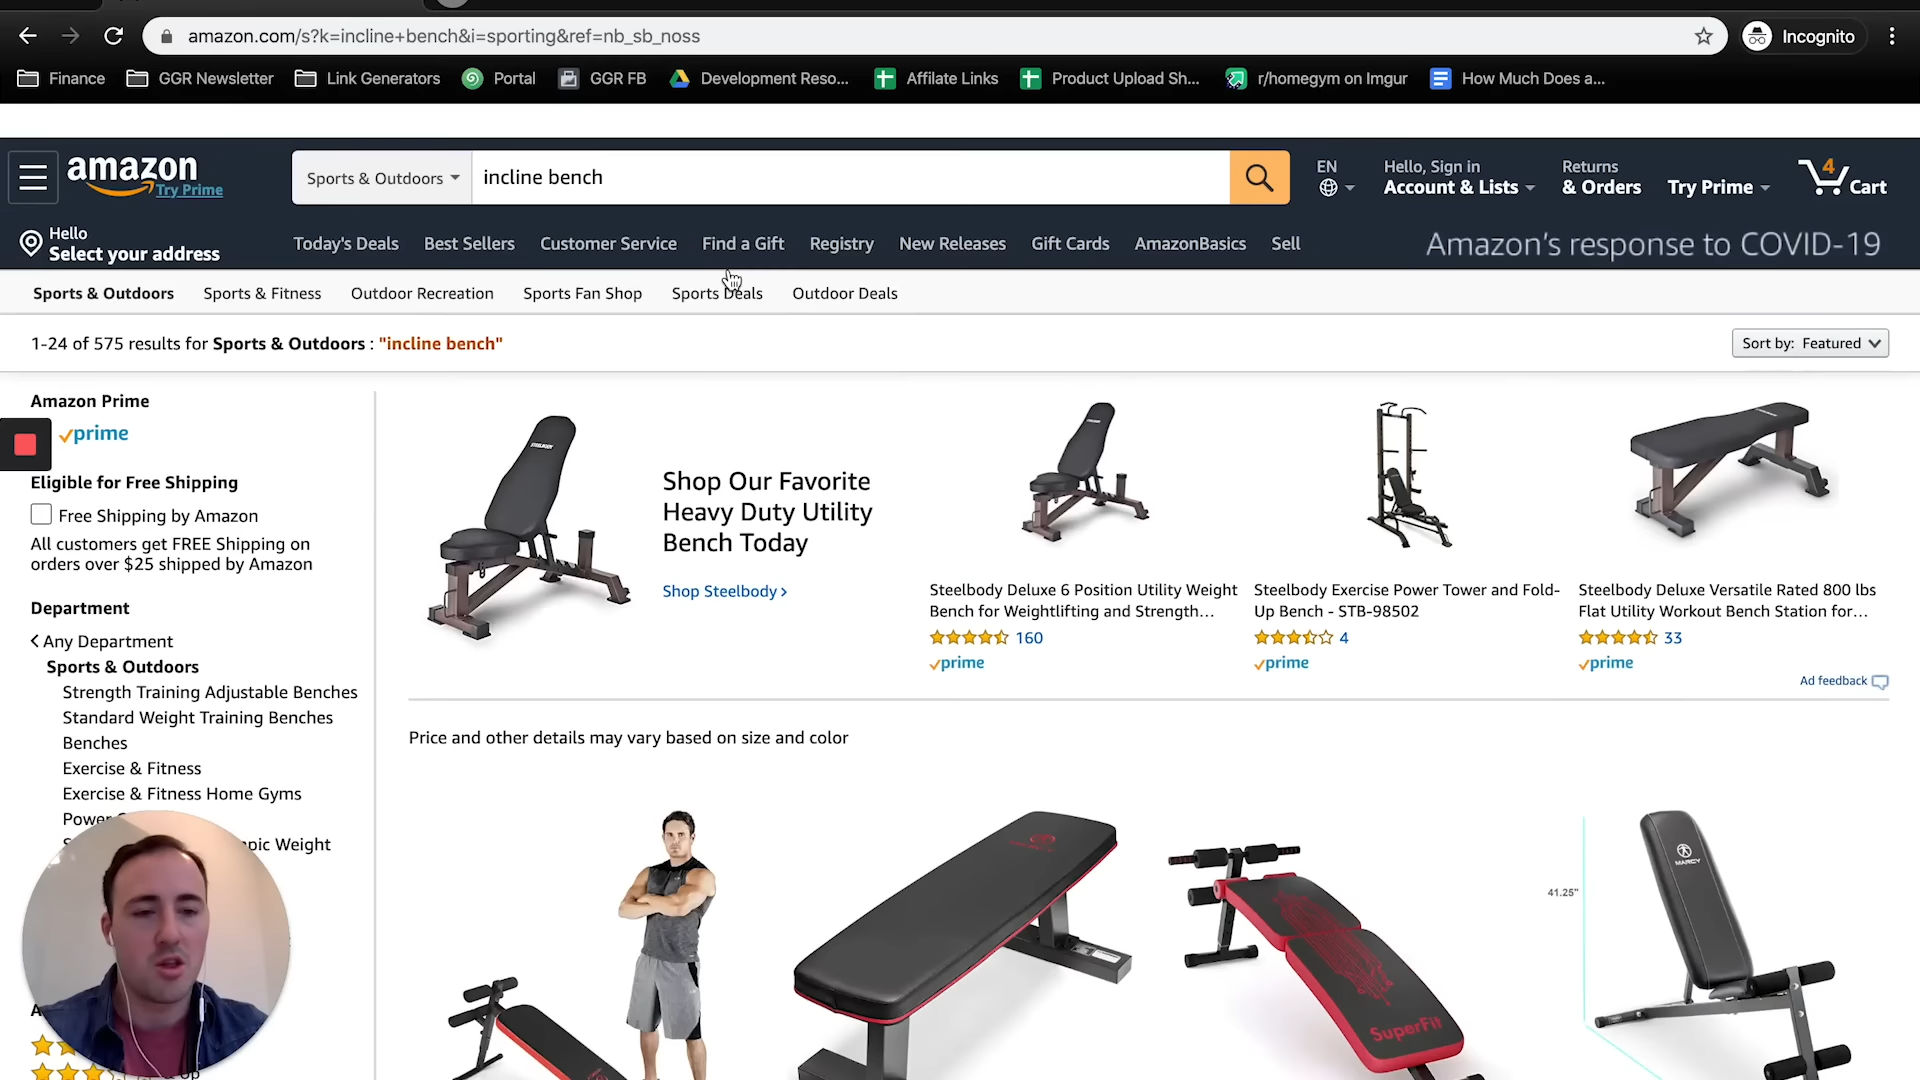 amazon.com/s?k=incline+bench&i=sporting&ref=nb_sb_noss
Incognito
Finance
GGR Newsletter
Link Generators
Portal
GGR FB
Development Reso...
Affilate Links
Product Upload Sh...
r/homegym on Imgur
How Much Does a...
amazon
Try Prime
Sports & Outdoors
incline bench
EN
Hello, Sign in
Account & Lists
Returns
& Orders
Try Prime
4
Cart
Hello
Select your address
Today's Deals
Best Sellers
Customer Service
Find a Gift
Registry
New Releases
Gift Cards
AmazonBasics
Sell
Amazon's response to COVID-19
Sports & Outdoors
Sports & Fitness
Outdoor Recreation
Sports Fan Shop
Sports Deals
Outdoor Deals
1-24 of 575 results for Sports & Outdoors : "incline bench"
Sort by: Featured
Amazon Prime
prime
Eligible for Free Shipping
Free Shipping by Amazon
All customers get FREE Shipping on
orders over $25 shipped by Amazon
Department
Any Department
Sports & Outdoors
Strength Training Adjustable Benches
Standard Weight Training Benches
Benches
Exercise & Fitness
Exercise & Fitness Home Gyms
Power
Weight
STEELBODY
Shop Our Favorite
Heavy Duty Utility
Bench Today
Shop Steelbody ›
Steelbody Deluxe 6 Position Utility Weight
Bench for Weightlifting and Strength...
160
prime
Steelbody Exercise Power Tower and Fold-
Up Bench - STB-98502
4
prime
Steelbody Deluxe Versatile Rated 800 lbs
Flat Utility Workout Bench Station for...
33
prime
Ad feedback
Price and other details may vary based on size and color
SuperFit
41.25"
MARCY